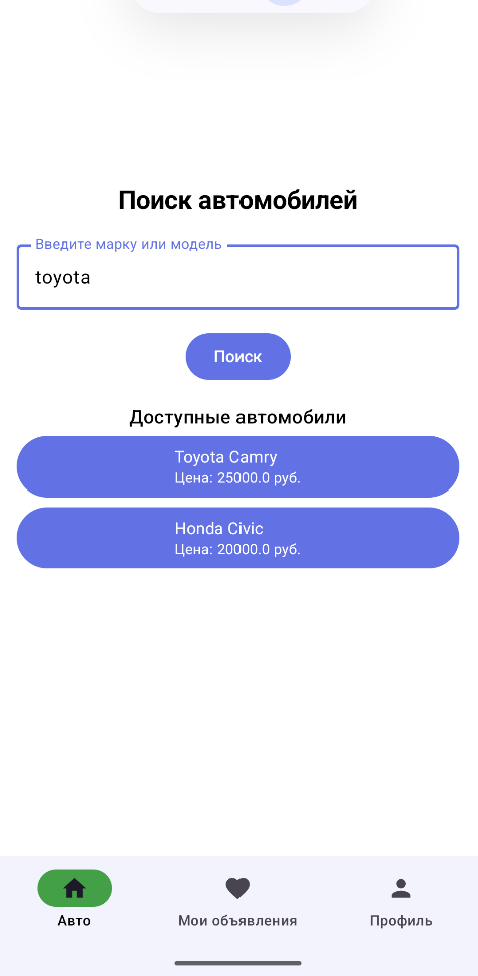 Поиск автомобилей
Введите марку или модель
toyota
Поиск
Доступные автомобили
Toyota Camry
Цена: 25000.0 руб.
Honda Civic
Цена: 20000.0 руб.
Авто
Мои объявления
Профиль